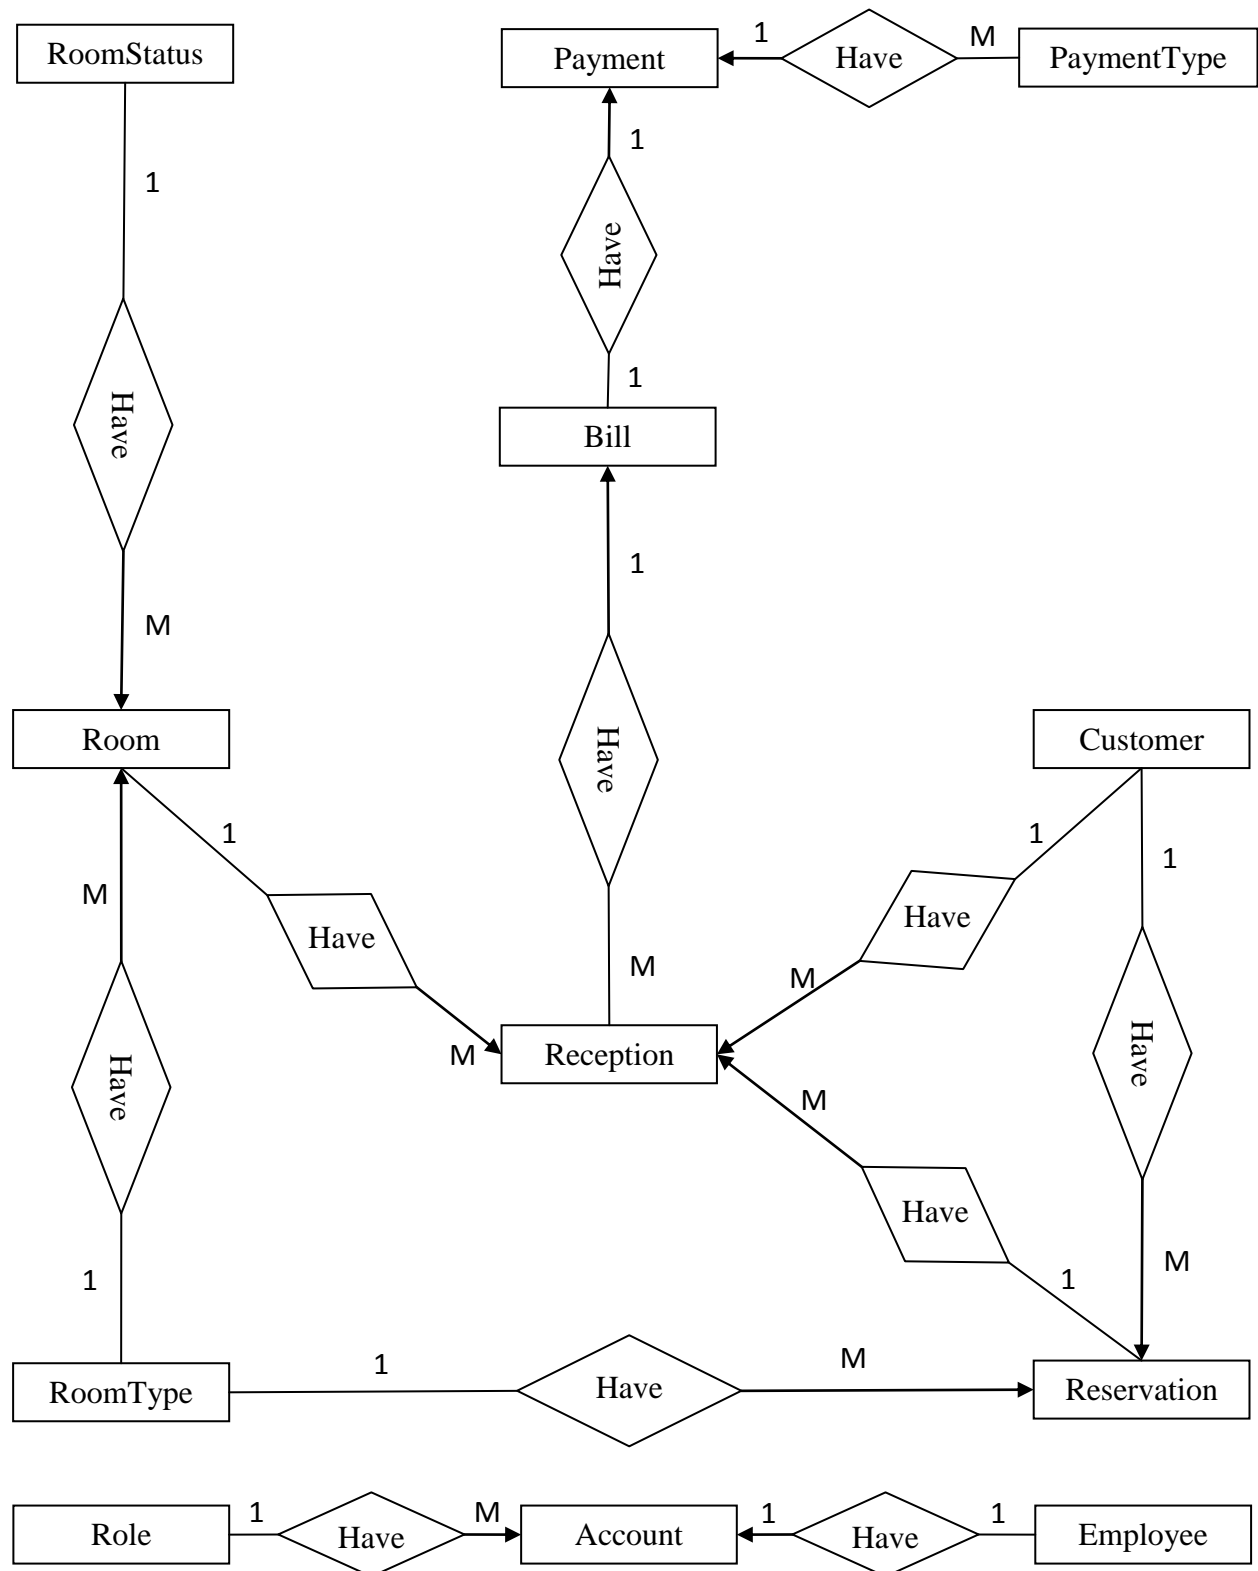 RoomStatus
Payment
1
Have
M
PaymentType
1
1
Have
Have
1
Bill
1
M
Have
Room
Customer
1
1
1
M
Have
Have
M
M
Have
Have
M
Reception
M
Have
M
1
1
RoomType
1
Have
M
Reservation
Role
1
Have
M
Account
1
Have
1
Employee